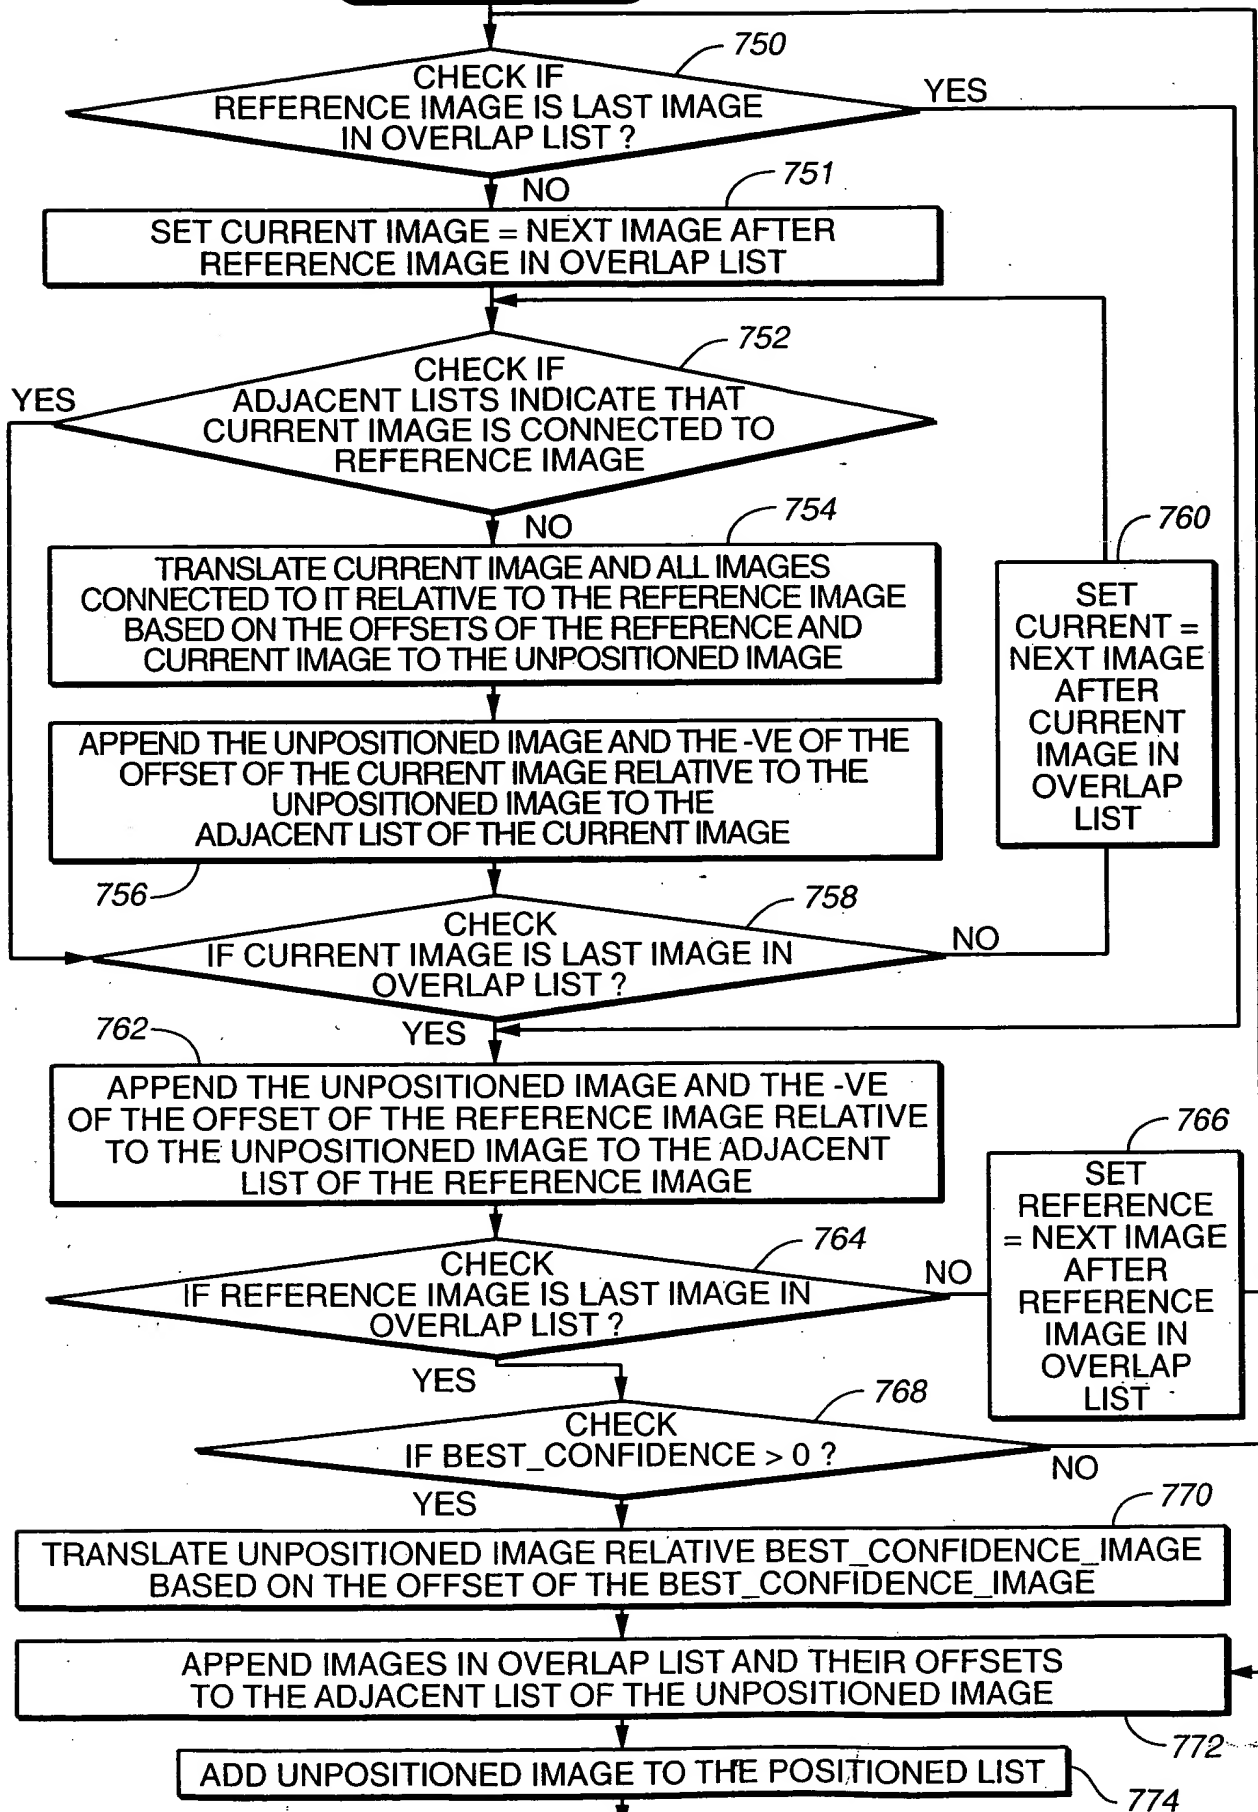 750
CHECK IF
REFERENCE IMAGE IS LAST IMAGE
IN OVERLAP LIST ?
YES
NO
751
SET CURRENT IMAGE = NEXT IMAGE AFTER
REFERENCE IMAGE IN OVERLAP LIST
752
CHECK IF
ADJACENT LISTS INDICATE THAT
CURRENT IMAGE IS CONNECTED TO
REFERENCE IMAGE
YES
NO
754
TRANSLATE CURRENT IMAGE AND ALL IMAGES
CONNECTED TO IT RELATIVE TO THE REFERENCE IMAGE
BASED ON THE OFFSETS OF THE REFERENCE AND
CURRENT IMAGE TO THE UNPOSITIONED IMAGE
760
SET
CURRENT =
NEXT IMAGE
AFTER
CURRENT
IMAGE IN
OVERLAP
LIST
APPEND THE UNPOSITIONED IMAGE AND THE -VE OF THE
OFFSET OF THE CURRENT IMAGE RELATIVE TO THE
UNPOSITIONED IMAGE TO THE
ADJACENT LIST OF THE CURRENT IMAGE
756
758
CHECK
IF CURRENT IMAGE IS LAST IMAGE IN
OVERLAP LIST ?
NO
YES
762
APPEND THE UNPOSITIONED IMAGE AND THE -VE
OF THE OFFSET OF THE REFERENCE IMAGE RELATIVE
TO THE UNPOSITIONED IMAGE TO THE ADJACENT
LIST OF THE REFERENCE IMAGE
766
SET
REFERENCE
= NEXT IMAGE
AFTER
REFERENCE
IMAGE IN
OVERLAP
LIST
764
CHECK
IF REFERENCE IMAGE IS LAST IMAGE IN
OVERLAP LIST ?
NO
YES
768
CHECK
IF BEST_CONFIDENCE > 0 ?
NO
YES
770
TRANSLATE UNPOSITIONED IMAGE RELATIVE BEST_CONFIDENCE_IMAGE
BASED ON THE OFFSET OF THE BEST_CONFIDENCE_IMAGE
APPEND IMAGES IN OVERLAP LIST AND THEIR OFFSETS
TO THE ADJACENT LIST OF THE UNPOSITIONED IMAGE
772
ADD UNPOSITIONED IMAGE TO THE POSITIONED LIST
774